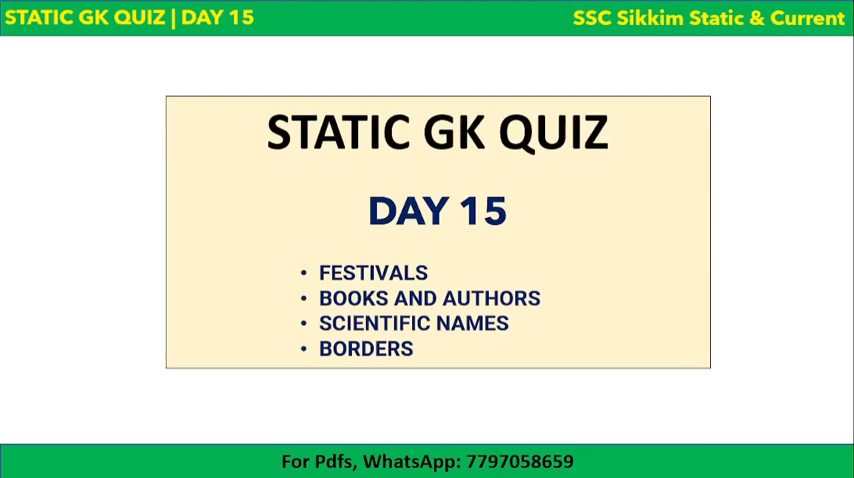 STATIC GK QUIZ | DAY 15
SSC Sikkim Static & Current
STATIC GK QUIZ
DAY 15
• FESTIVALS
• BOOKS AND AUTHORS
• SCIENTIFIC NAMES
• BORDERS
For Pdfs, WhatsApp: 7797058659